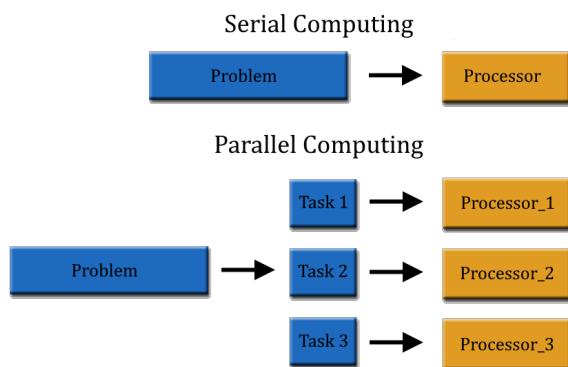 Serial Computing
Problem
Processor
Parallel Computing
Task 1
Processor_1
Problem
Task 2
Processor_2
Task 3
Processor_3